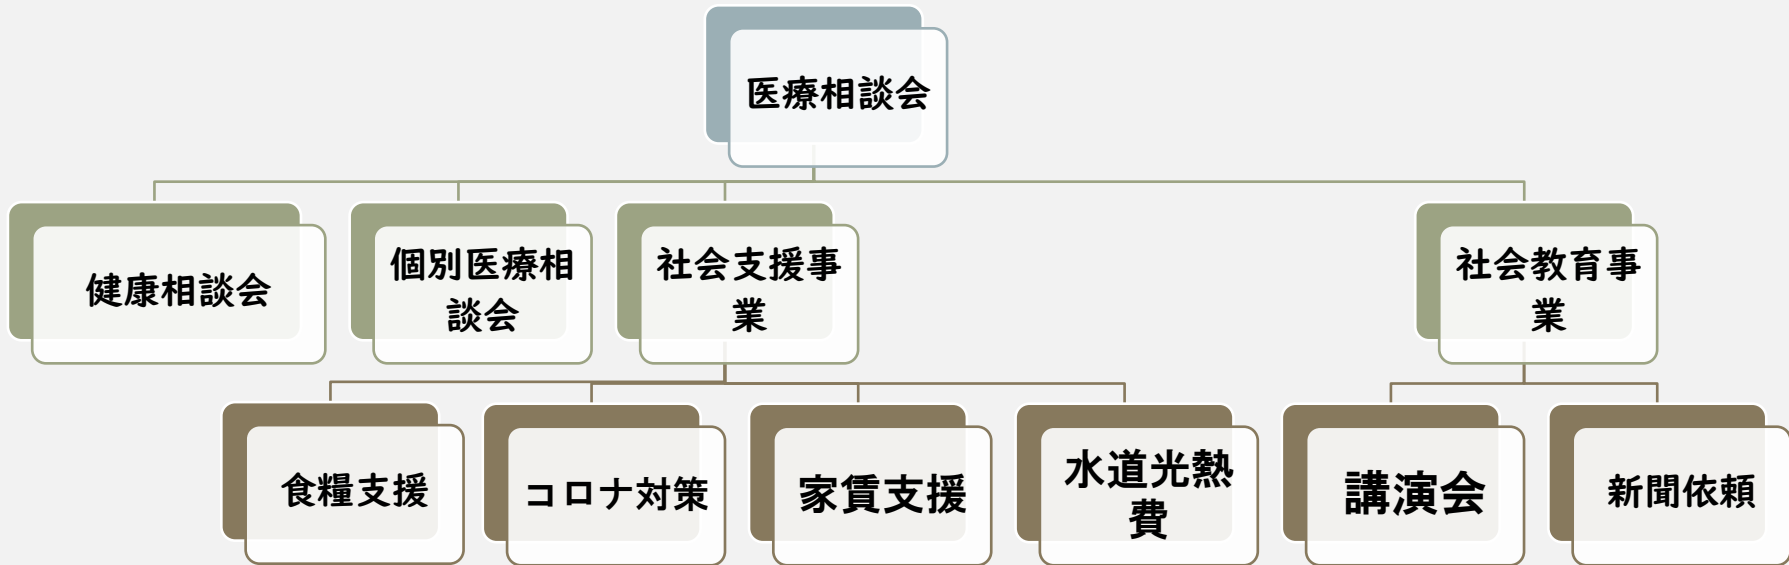 医療相談会
健康相談会
個別医療相
談会
社会支援事
業
社会教育事
業
食糧支援
コロナ対策
家賃支援
水道光熱
費
講演会
新聞依頼